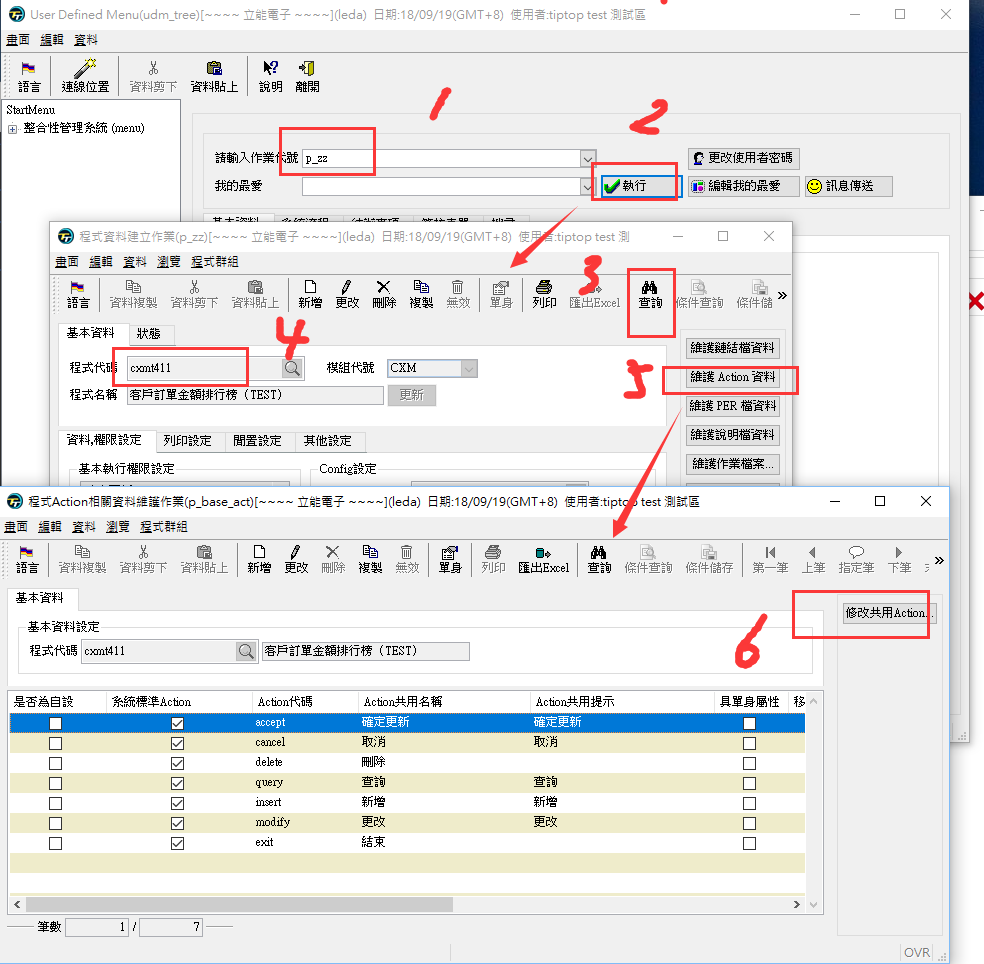 User Defined Menu(udm_tree)[~~~~ 立能電子 ~~~~](leda) 日期:18/09/19(GMT+8) 使用者:tiptop test 測試區
畫面 編輯 資料
語言 連線位置 資料剪下 資料貼上 說明 離開
StartMenu
整合性管理系統 (menu)
1
2
請輸入作業代號 p_zz
更改使用者密碼
我的最愛
執行
編輯我的最愛
訊息傳送
程式資料建立作業(p_zz)[~~~~ 立能電子 ~~~~](leda) 日期:18/09/19(GMT+8) 使用者:tiptop test 測
畫面 編輯 資料 瀏覽 程式群組
3
語言 資料複製 資料剪下 資料貼上 新增 更改 刪除 複製 無效 單身 列印 匯出Excel 查詢 條件查詢 條件儲 »
基本資料 狀態
4
程式代碼 cxmt411 模組代號 CXM
程式名稱 客戶訂單金額排行榜（TEST） 更新
維護鏈結檔資料
5
維護 Action 資料
維護 PER 檔資料
維護說明檔資料
維護作業檔案...
資料,權限設定 列印設定 開置設定 其他設定
基本執行權限設定 Config設定
程式Action相關資料維護作業(p_base_act)[~~~~ 立能電子 ~~~~](leda) 日期:18/09/19(GMT+8) 使用者:tiptop test 測試區
畫面 編輯 資料 瀏覽 程式群組
語言 資料複製 資料剪下 資料貼上 新增 更改 刪除 複製 無效 單身 列印 匯出Excel 查詢 條件查詢 條件儲存 第一筆 上筆 指定筆 下筆 »
基本資料
修改共用Action..
6
基本資料設定
程式代碼 cxmt411 客戶訂單金額排行榜（TEST）
是否為自設 系統標準Action Action代碼 Action共用名稱 Action共用提示 具單身屬性 移
accept 確定更新 確定更新
cancel 取消 取消
delete 刪除
query 查詢 查詢
insert 新增 新增
modify 更改 更改
exit 結束
筆數 1 / 7
OVR